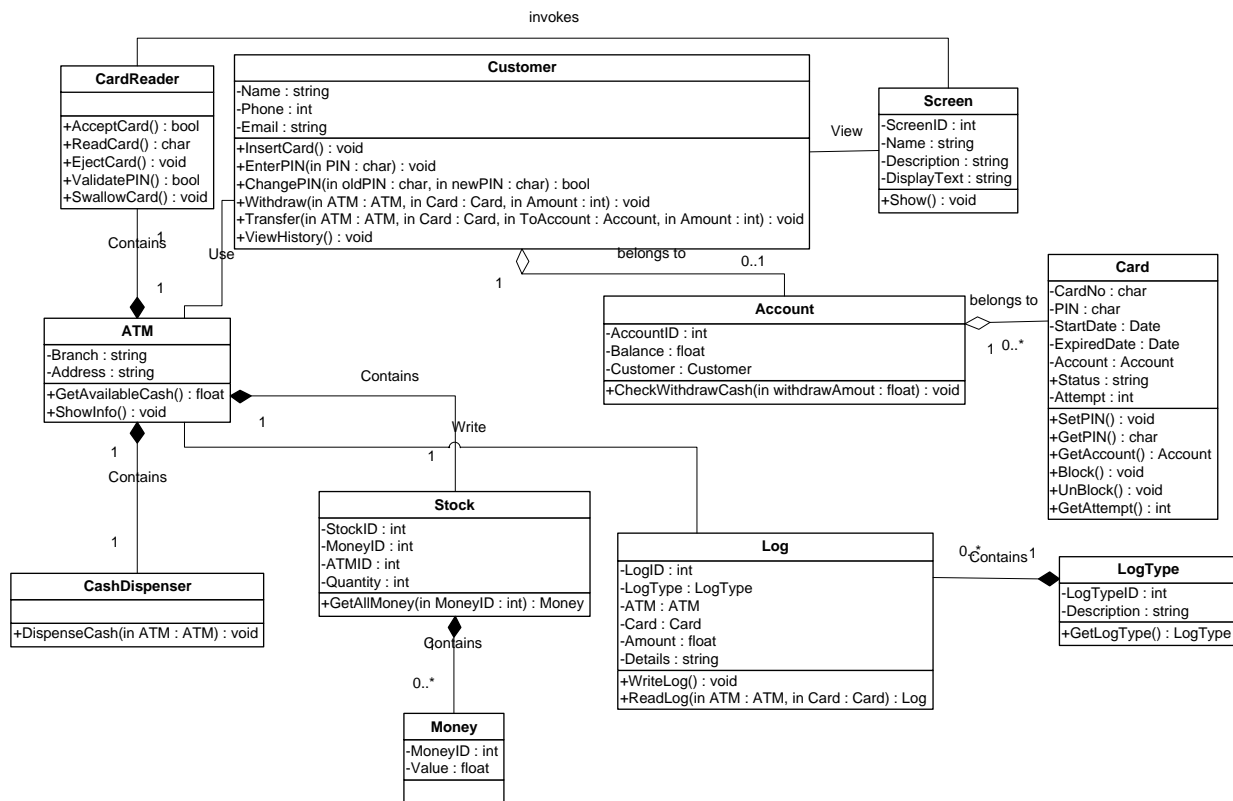 invokes
CardReader
+AcceptCard() : bool
+ReadCard() : char
+EjectCard() : void
+ValidatePIN() : bool
+SwallowCard() : void
Customer
-Name : string
-Phone : int
-Email : string
+InsertCard() : void
+EnterPIN(in PIN : char) : void
+ChangePIN(in oldPIN : char, in newPIN : char) : bool
+Withdraw(in ATM : ATM, in Card : Card, in Amount : int) : void
+Transfer(in ATM : ATM, in Card : Card, in ToAccount : Account, in Amount : int) : void
+ViewHistory() : void
View
Screen
-ScreenID : int
-Name : string
-Description : string
-DisplayText : string
+Show() : void
Contains
1
1
Use
belongs to
1
0..1
Account
-AccountID : int
-Balance : float
-Customer : Customer
+CheckWithdrawCash(in withdrawAmout : float) : void
belongs to
1
0..*
Card
-CardNo : char
-PIN : char
-StartDate : Date
-ExpiredDate : Date
-Account : Account
+Status : string
-Attempt : int
+SetPIN() : void
+GetPIN() : char
+GetAccount() : Account
+Block() : void
+UnBlock() : void
+GetAttempt() : int
ATM
-Branch : string
-Address : string
+GetAvailableCash() : float
+ShowInfo() : void
Contains
1
Write
1
1
Contains
1
CashDispenser
+DispenseCash(in ATM : ATM) : void
Stock
-StockID : int
-MoneyID : int
-ATMID : int
-Quantity : int
+GetAllMoney(in MoneyID : int) : Money
Contains
1
0..*
Money
-MoneyID : int
-Value : float
Log
-LogID : int
-LogType : LogType
-ATM : ATM
-Card : Card
-Amount : float
-Details : string
+WriteLog() : void
+ReadLog(in ATM : ATM, in Card : Card) : Log
0..*
Contains
1
LogType
-LogTypeID : int
-Description : string
+GetLogType() : LogType